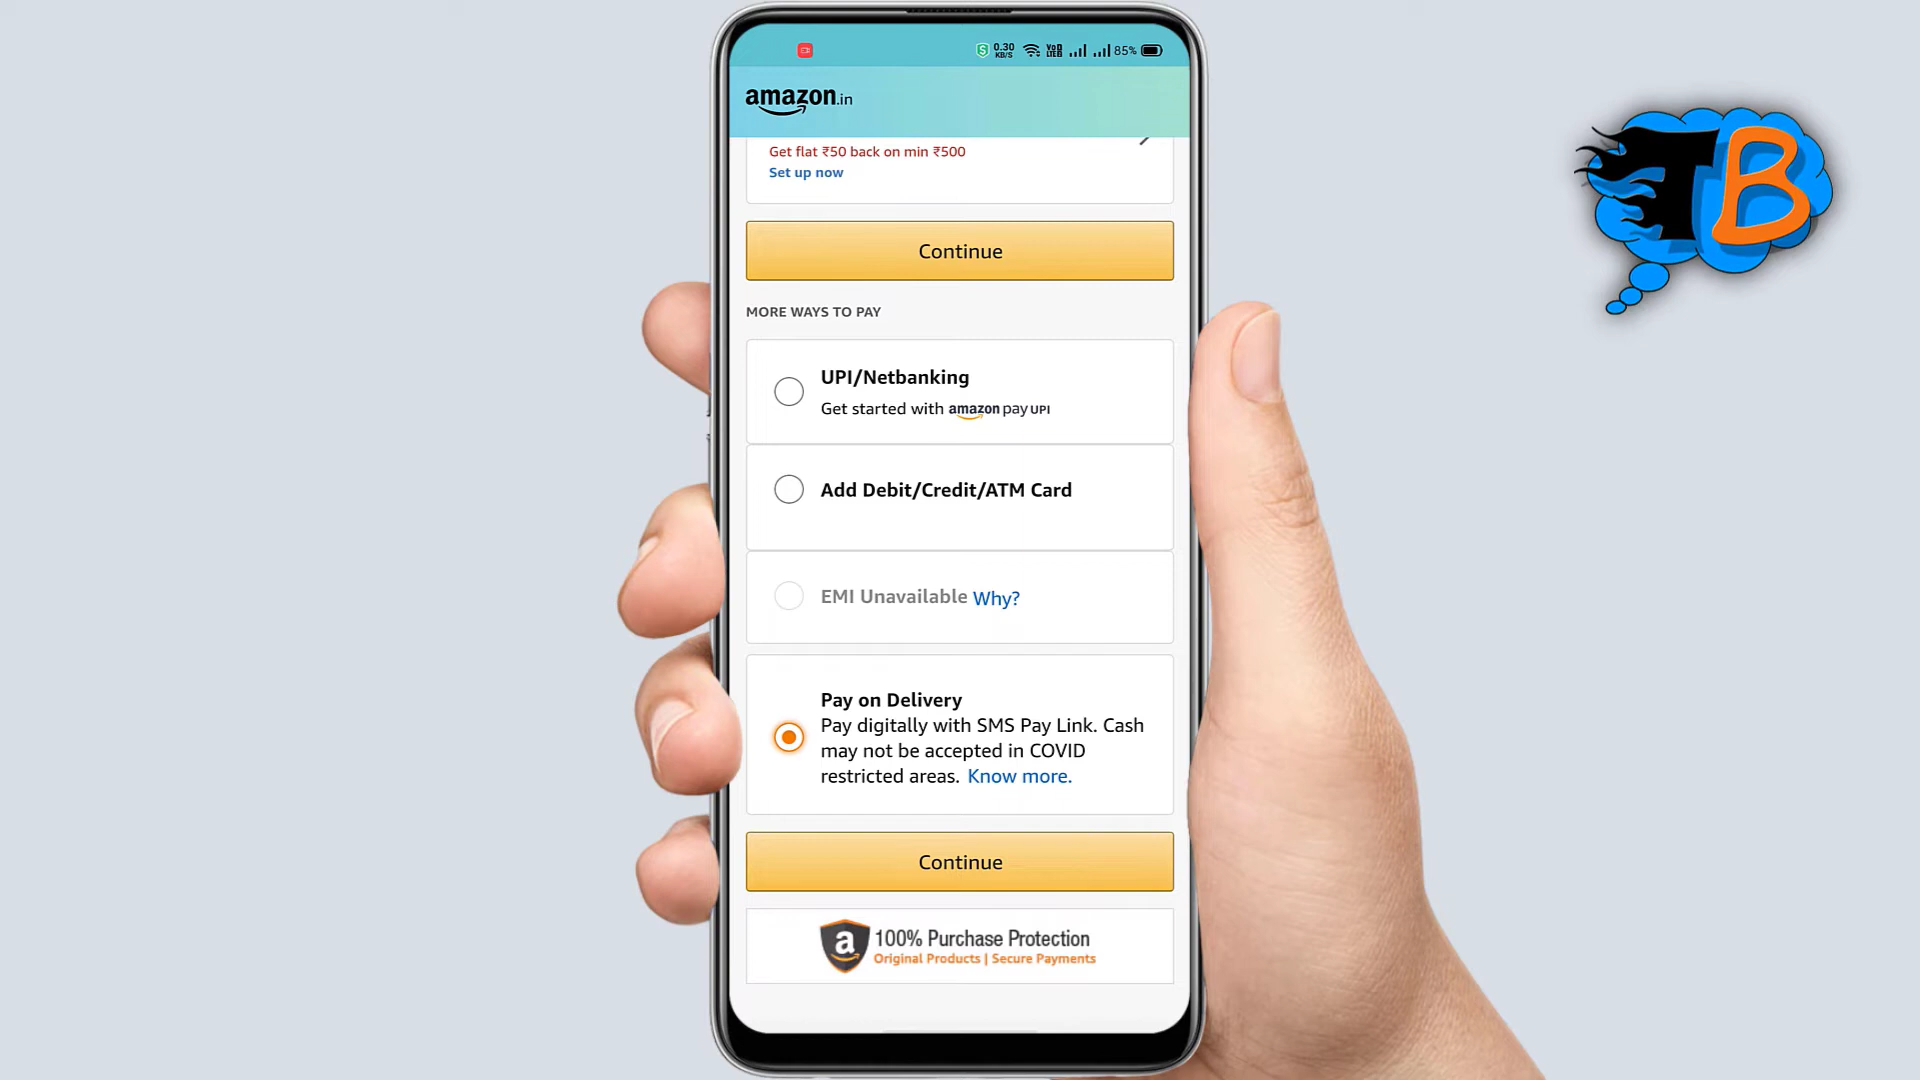 0.30
KB/S
Vo)
LTE
85%
amazon.in
Get flat ₹50 back on min ₹500
Set up now
Continue
MORE WAYS TO PAY
UPI/Netbanking
Get started with amazon pay UPI
Add Debit/Credit/ATM Card
EMI Unavailable Why?
Pay on Delivery
Pay digitally with SMS Pay Link. Cash
may not be accepted in COVID
restricted areas. Know more.
Continue
a 100% Purchase Protection
Original Products | Secure Payments
TB